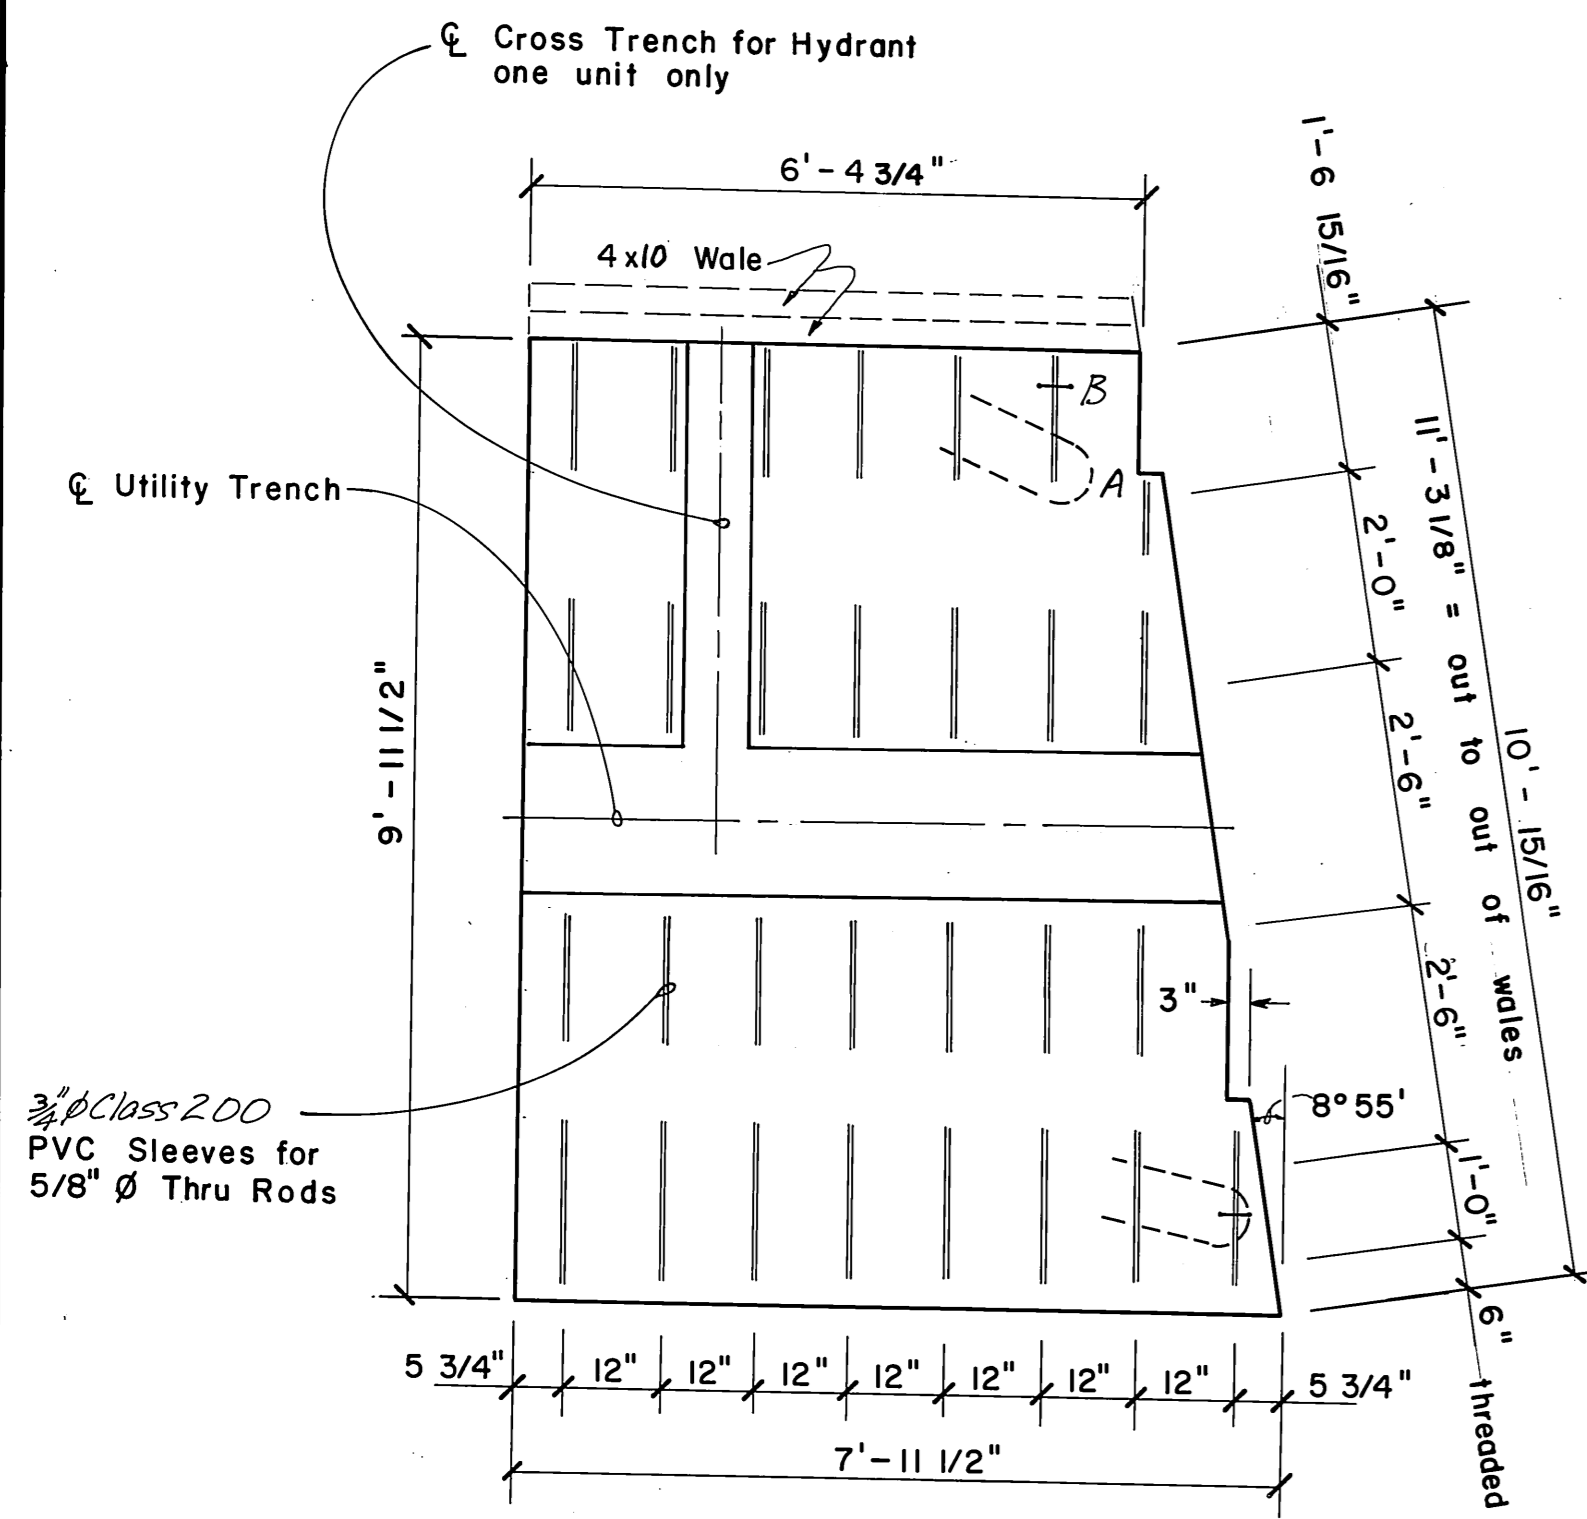 ℄ Cross Trench for Hydrant
one unit only
6'-4 3/4"
4x10 Wale
B
A
℄ Utility Trench
9'-11 1/2"
1'-6 15/16"
2'-0"
2'-6"
2'-6"
1'-0"
6" threaded
11'-3 1/8" = out to out of wales
10'-15/16"
3"
8°55'
3/4"ø Class 200
PVC Sleeves for
5/8" Ø Thru Rods
5 3/4" 12" 12" 12" 12" 12" 12" 12" 5 3/4"
7'-11 1/2"